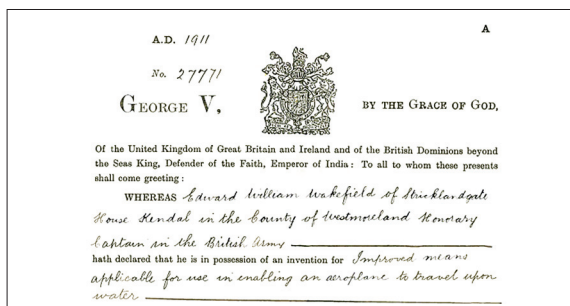 A
A.D. 1911
No. 27771
GEORGE V, BY THE GRACE OF GOD,
Of the United Kingdom of Great Britain and Ireland and of the British Dominions beyond
the Seas King, Defender of the Faith, Emperor of India: To all to whom these presents
shall come greeting:
WHEREAS Edward William Wakefield of Stricklandgate
House Kendal in the County of Westmoreland Honorary
Captain in the British Army
hath declared that he is in possession of an invention for Improved means
applicable for use in enabling an aeroplane to travel upon
water